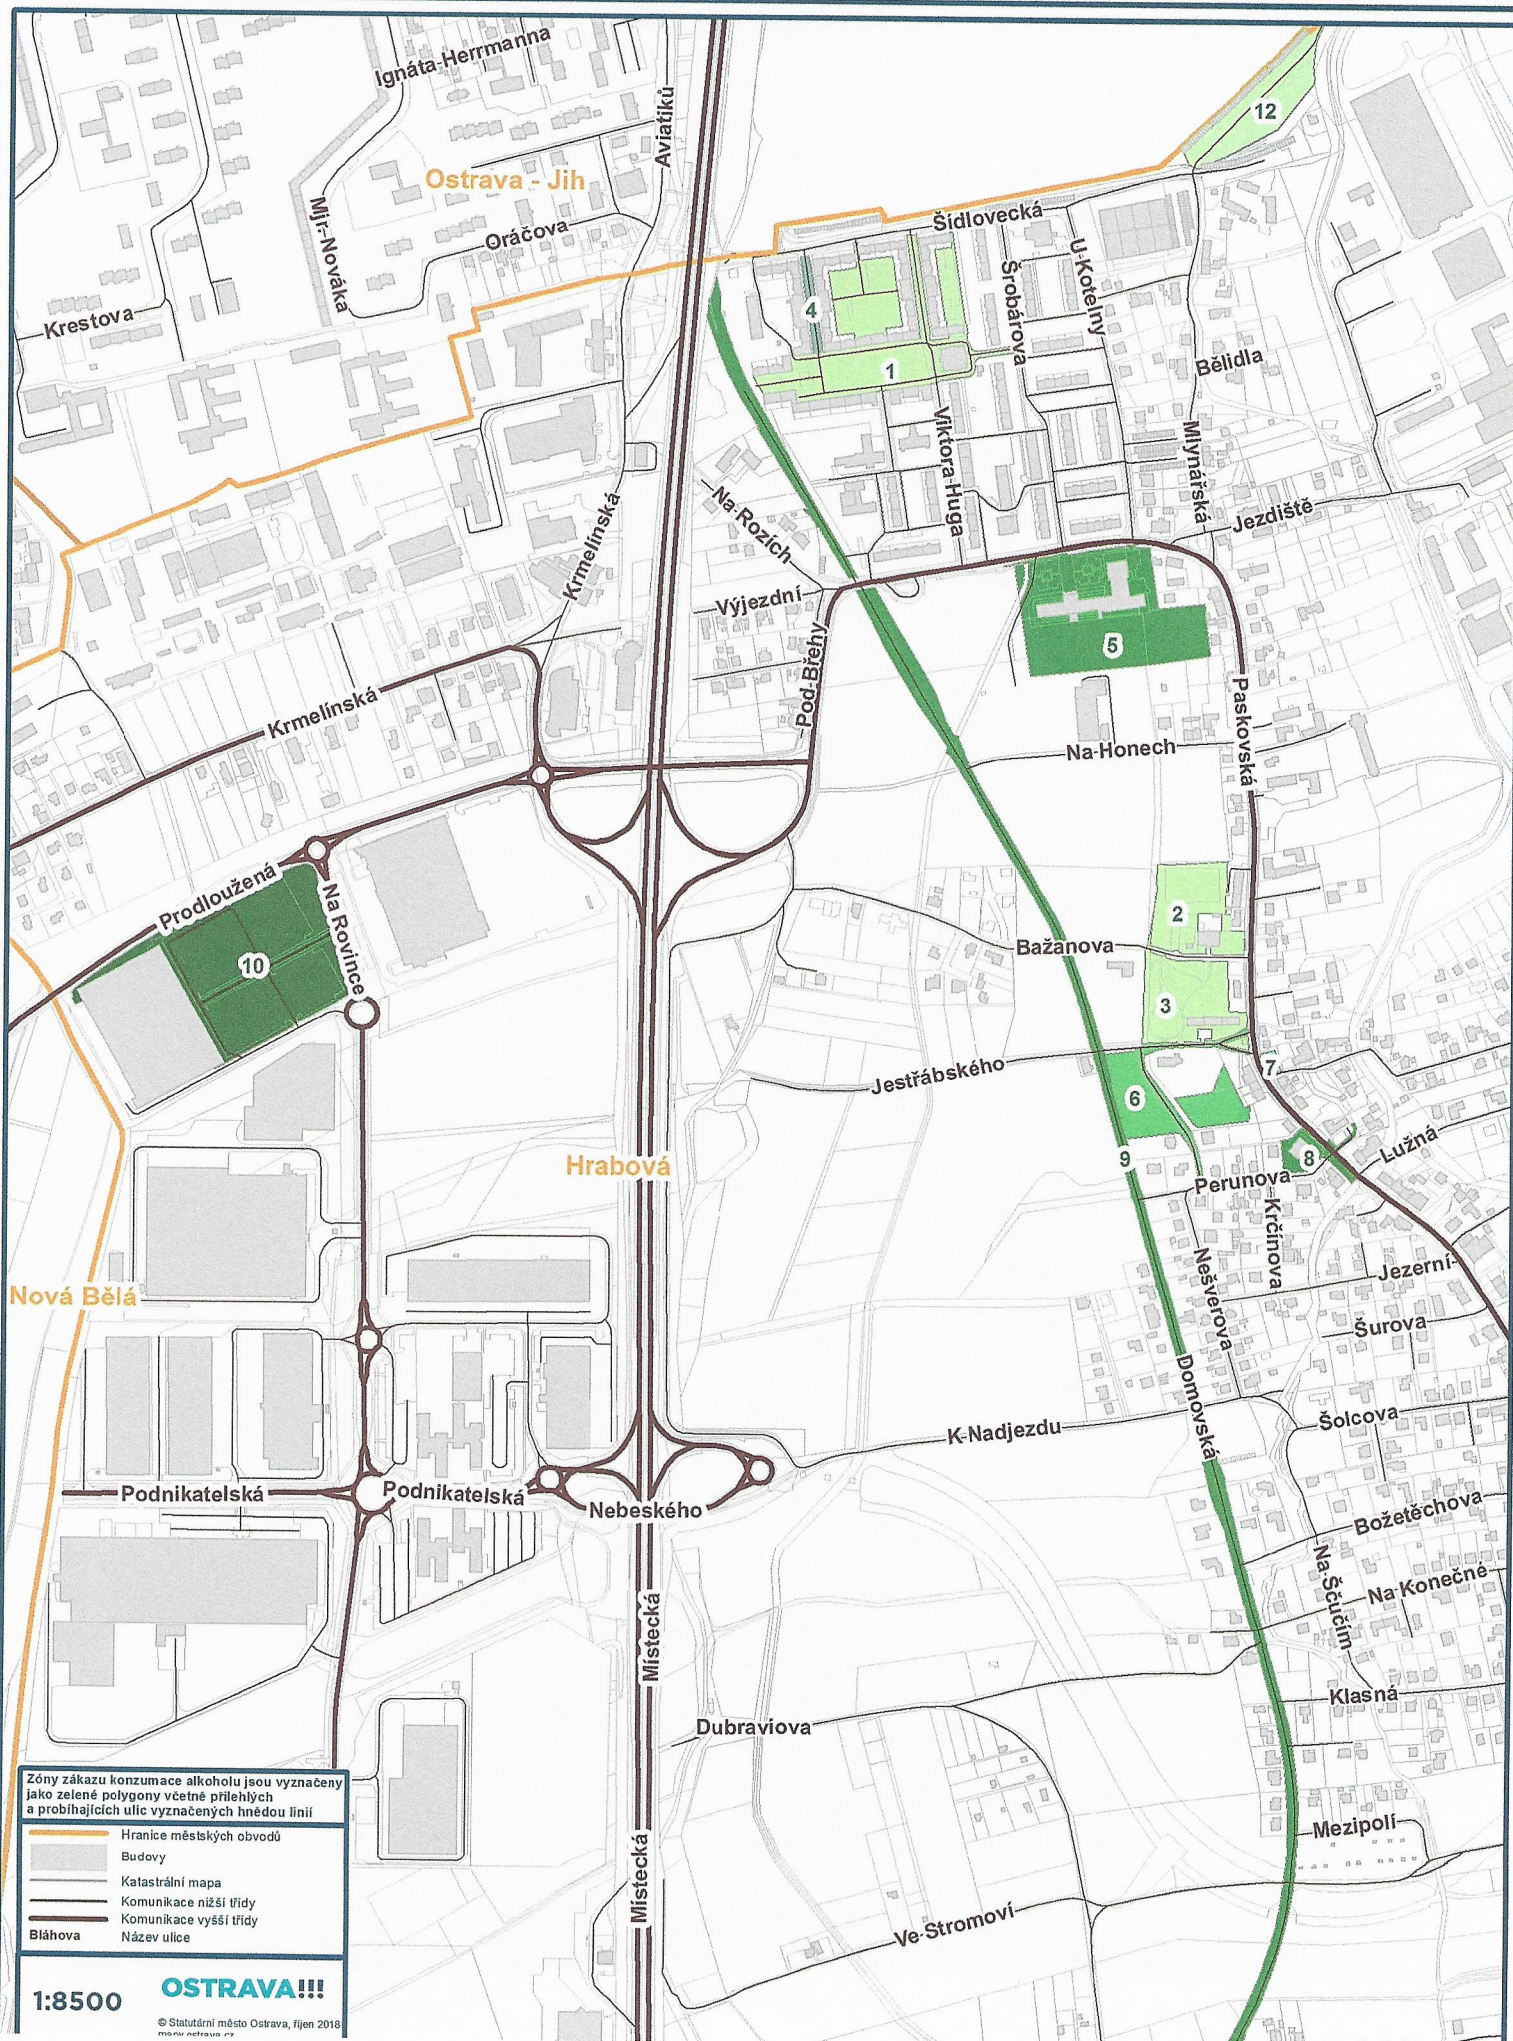 Ignáta Herrmanna
Aviatiků
12
Ostrava - Jih
Mjr. Nováka
Oráčova
Šídlovecká
U Kotelny
Šrobárova
Krestova
4
1
Bělidla
Viktora Huga
Mlynářská
Na Rozích
Jezdiště
Krmelínská
Výjezdní
5
Pod Břehy
Paskovská
Krmelínská
Na Honech
Prodloužená
Na Rovince
2
10
Bažanova
3
Jestřábského
7
6
Lužná
Hrabová
9
8
Perunova
Krčínova
Nešverova
Jezerní
Nová Bělá
Šurova
Domovská
Šolcova
K Nadjezdu
Podnikatelská
Podnikatelská
Nebeského
Božetěchova
Na Ščučím
Na Konečné
Místecká
Klasná
Dubraviova
Mezipolí
Místecká
Ve Stromoví
Zóny zákazu konzumace alkoholu jsou vyznačeny
jako zelené polygony včetně přilehlých
a probíhajících ulic vyznačených hnědou linií
Hranice městských obvodů
Budovy
Katastrální mapa
Komunikace nižší třídy
Komunikace vyšší třídy
Bláhova Název ulice
1:8500
OSTRAVA!!!
© Statutární město Ostrava, říjen 2018
mapy.ostrava.cz